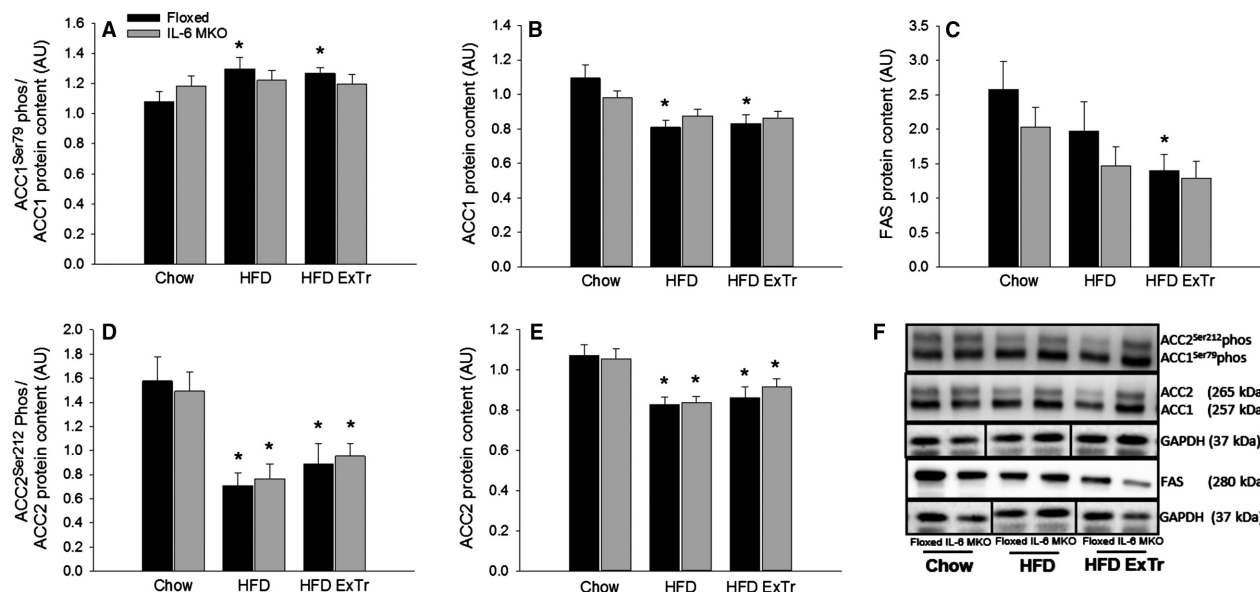 A
Floxed
IL-6 MKO
ACC1Ser79 phos/
ACC1 protein content (AU)
1.6
1.4
1.2
1.0
0.8
0.6
0.4
0.2
0.0
*
*
Chow HFD HFD ExTr
B
ACC1 protein content (AU)
1.4
1.2
1.0
0.8
0.6
0.4
0.2
0.0
*
*
Chow HFD HFD ExTr
C
FAS protein content (AU)
3.5
3.0
2.5
2.0
1.5
1.0
0.5
0.0
*
Chow HFD HFD ExTr
D
ACC2Ser212 Phos/
ACC2 protein content (AU)
2.0
1.8
1.6
1.4
1.2
1.0
0.8
0.6
0.4
0.2
0.0
* *
* *
Chow HFD HFD ExTr
E
ACC2 protein content (AU)
1.4
1.2
1.0
0.8
0.6
0.4
0.2
0.0
* *
* *
Chow HFD HFD ExTr
F
ACC2Ser212phos
ACC1Ser79phos
ACC2 (265 kDa)
ACC1 (257 kDa)
GAPDH (37 kDa)
FAS (280 kDa)
GAPDH (37 kDa)
Floxed IL-6 MKO Floxed IL-6 MKO Floxed IL-6 MKO
Chow HFD HFD ExTr